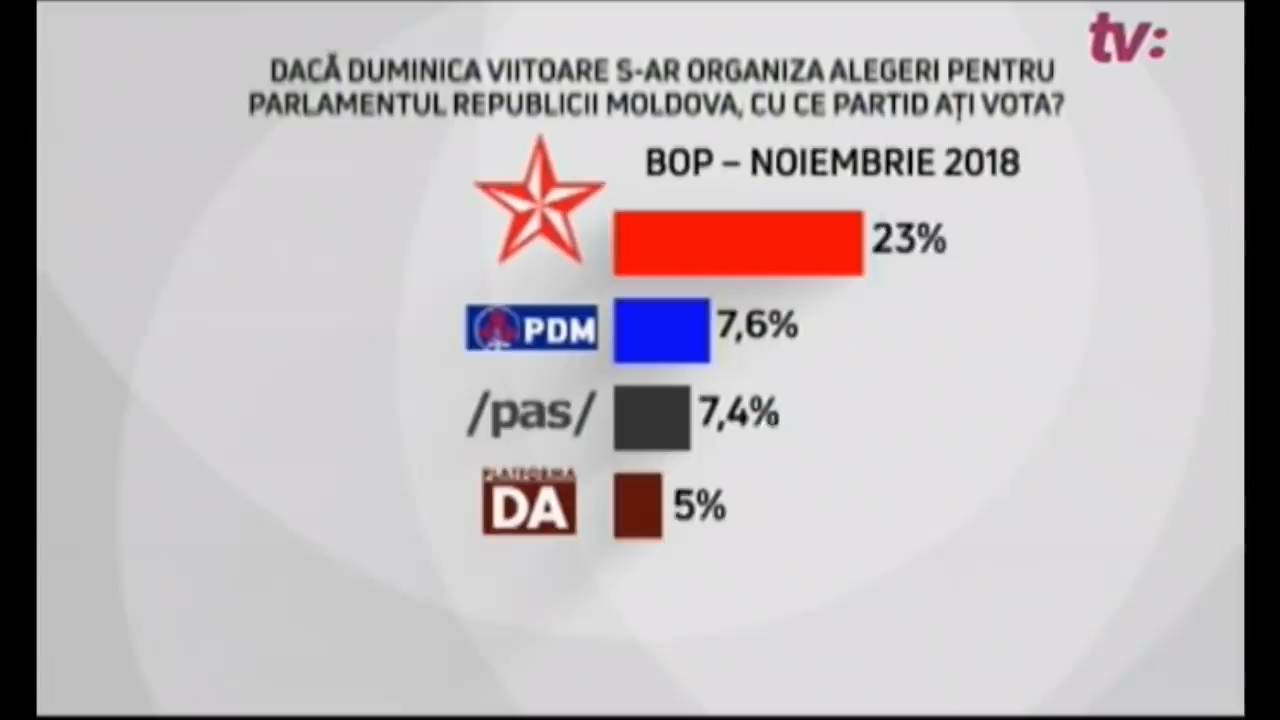 tv:
DACĂ DUMINICA VIITOARE S-AR ORGANIZA ALEGERI PENTRU
PARLAMENTUL REPUBLICII MOLDOVA, CU CE PARTID AȚI VOTA?
BOP – NOIEMBRIE 2018
23%
PDM 7,6%
/pas/ 7,4%
PLATFORMA
DA 5%